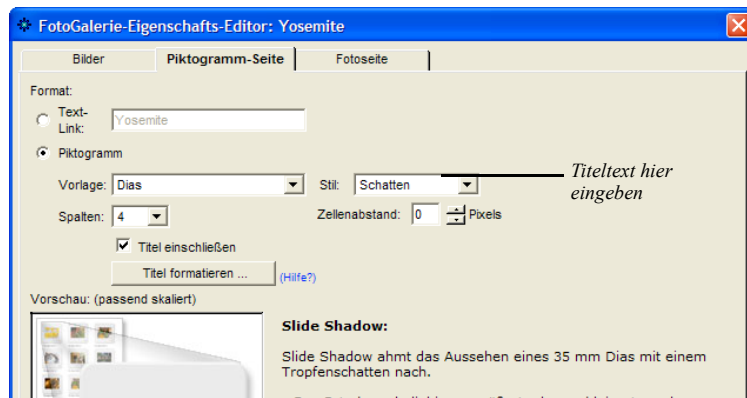 FotoGalerie-Eigenschafts-Editor: Yosemite
Bilder Piktogramm-Seite Fotoseite
Format:
Text-
Link: Yosemite
Piktogramm
Vorlage: Dias Stil: Schatten
Titeltext hier
eingeben
Spalten: 4 Zellenabstand: 0 Pixels
Titel einschließen
Titel formatieren ... (Hilfe?)
Vorschau: (passend skaliert)
Slide Shadow:
Slide Shadow ahmt das Aussehen eines 35 mm Dias mit einem
Tropfenschatten nach.